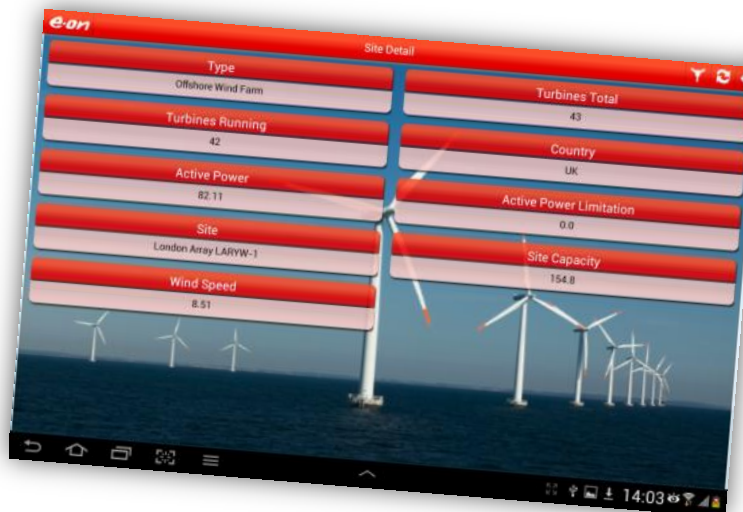 e·on
Site Detail
Type
Offshore Wind Farm
Turbines Total
43
Turbines Running
42
Country
UK
Active Power
82.11
Active Power Limitation
0.0
Site
London Array LARYW-1
Site Capacity
154.8
Wind Speed
8.51
14:03